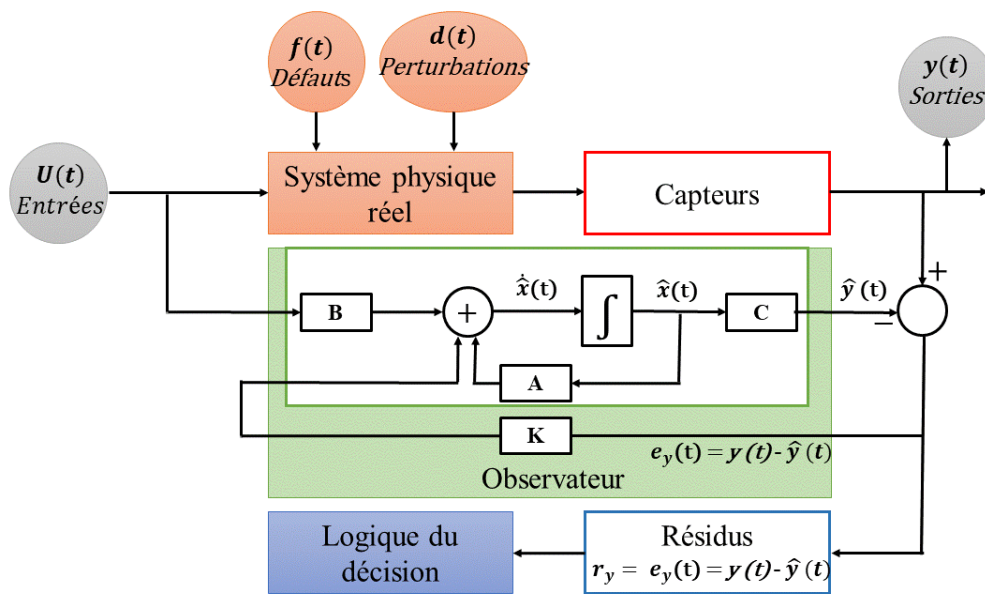 f(t)
Défauts
d(t)
Perturbations
y(t)
Sorties
U(t)
Entrées
Système physique
réel
Capteurs
B
+
ẋ̂(t)
∫
x̂(t)
C
ŷ (t)
+
−
A
K
e_y(t) = y(t)- ŷ (t)
Observateur
Logique du
décision
Résidus
r_y = e_y(t) = y(t)- ŷ (t)